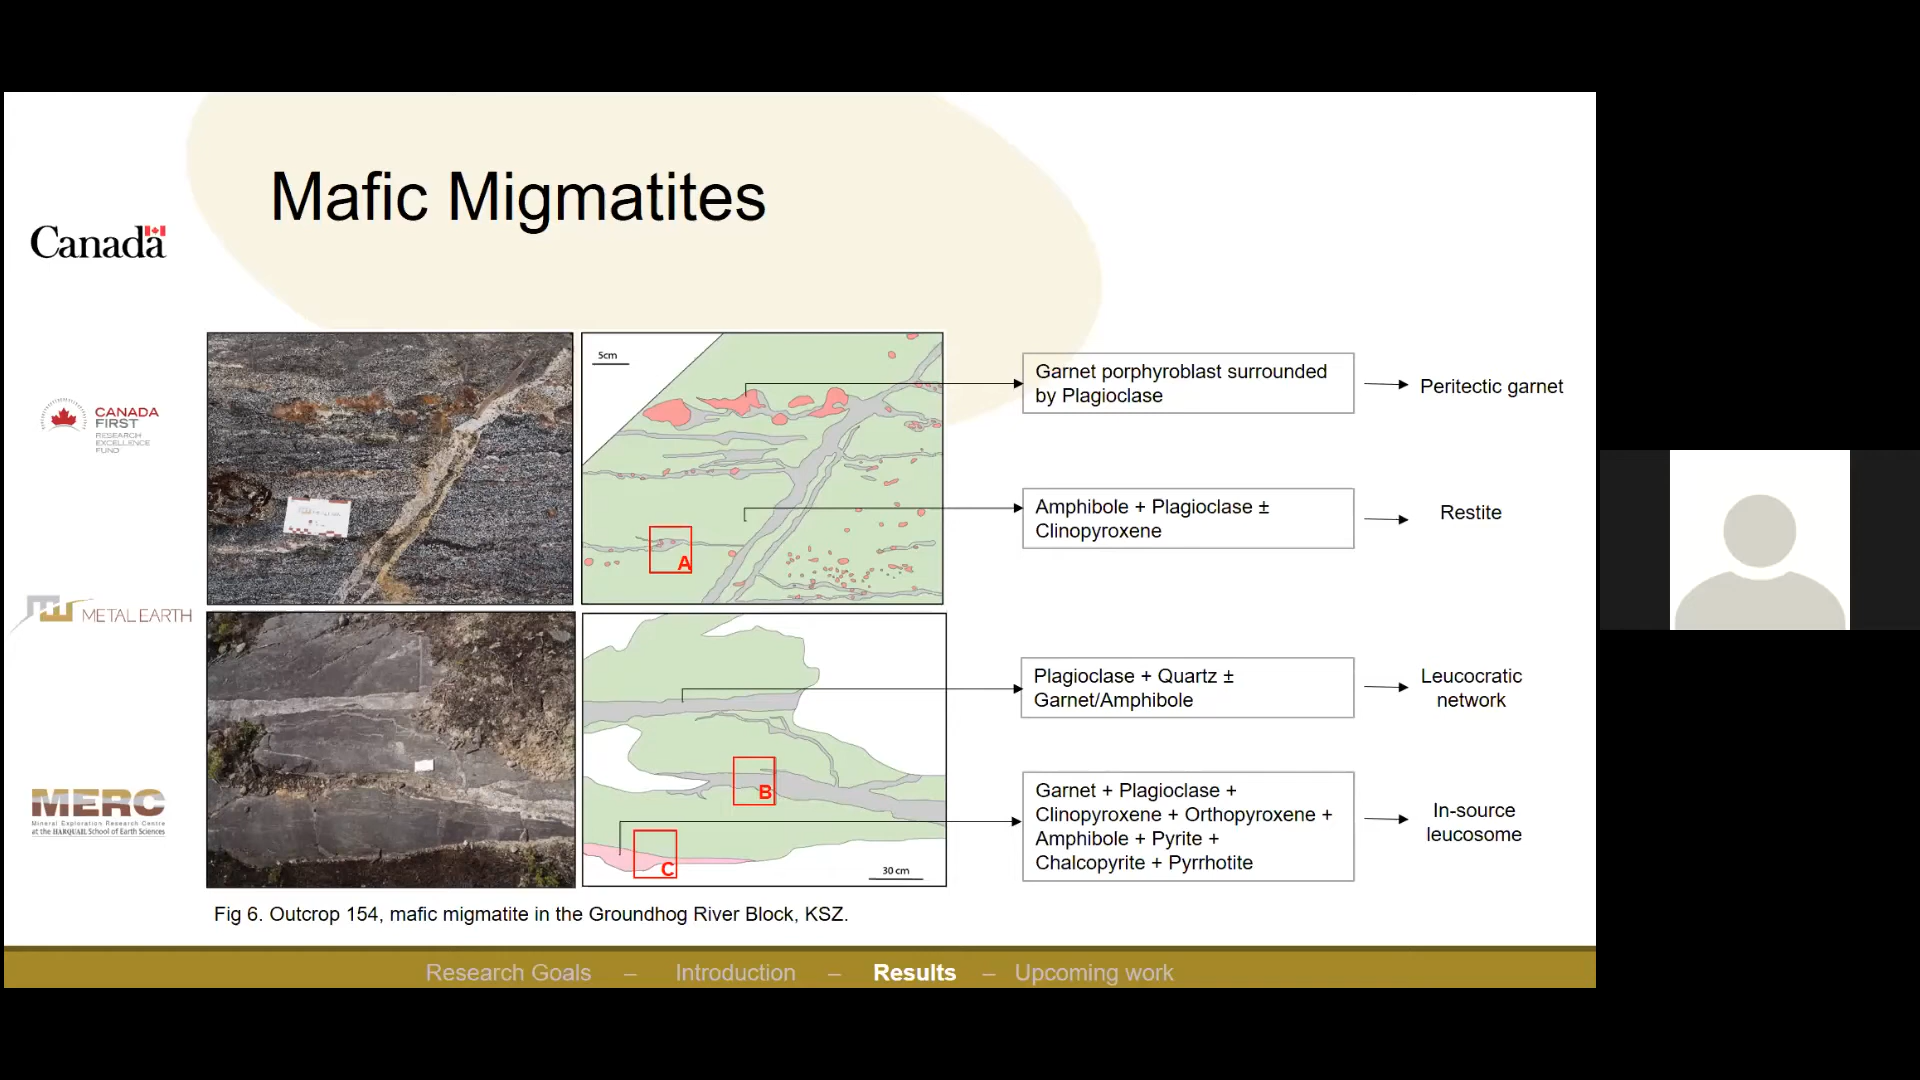 Mafic Migmatites
Canada
CANADA
FIRST
RESEARCH
EXCELLENCE
FUND
METAL EARTH
MERC
Mineral Exploration Research Centre
at the HARQUAIL School of Earth Sciences
5cm
A
B
C
30 cm
Garnet porphyroblast surrounded
by Plagioclase
Peritectic garnet
Amphibole + Plagioclase ±
Clinopyroxene
Restite
Plagioclase + Quartz ±
Garnet/Amphibole
Leucocratic
network
Garnet + Plagioclase +
Clinopyroxene + Orthopyroxene +
Amphibole + Pyrite +
Chalcopyrite + Pyrrhotite
In-source
leucosome
Fig 6. Outcrop 154, mafic migmatite in the Groundhog River Block, KSZ.
Research Goals – Introduction – Results – Upcoming work